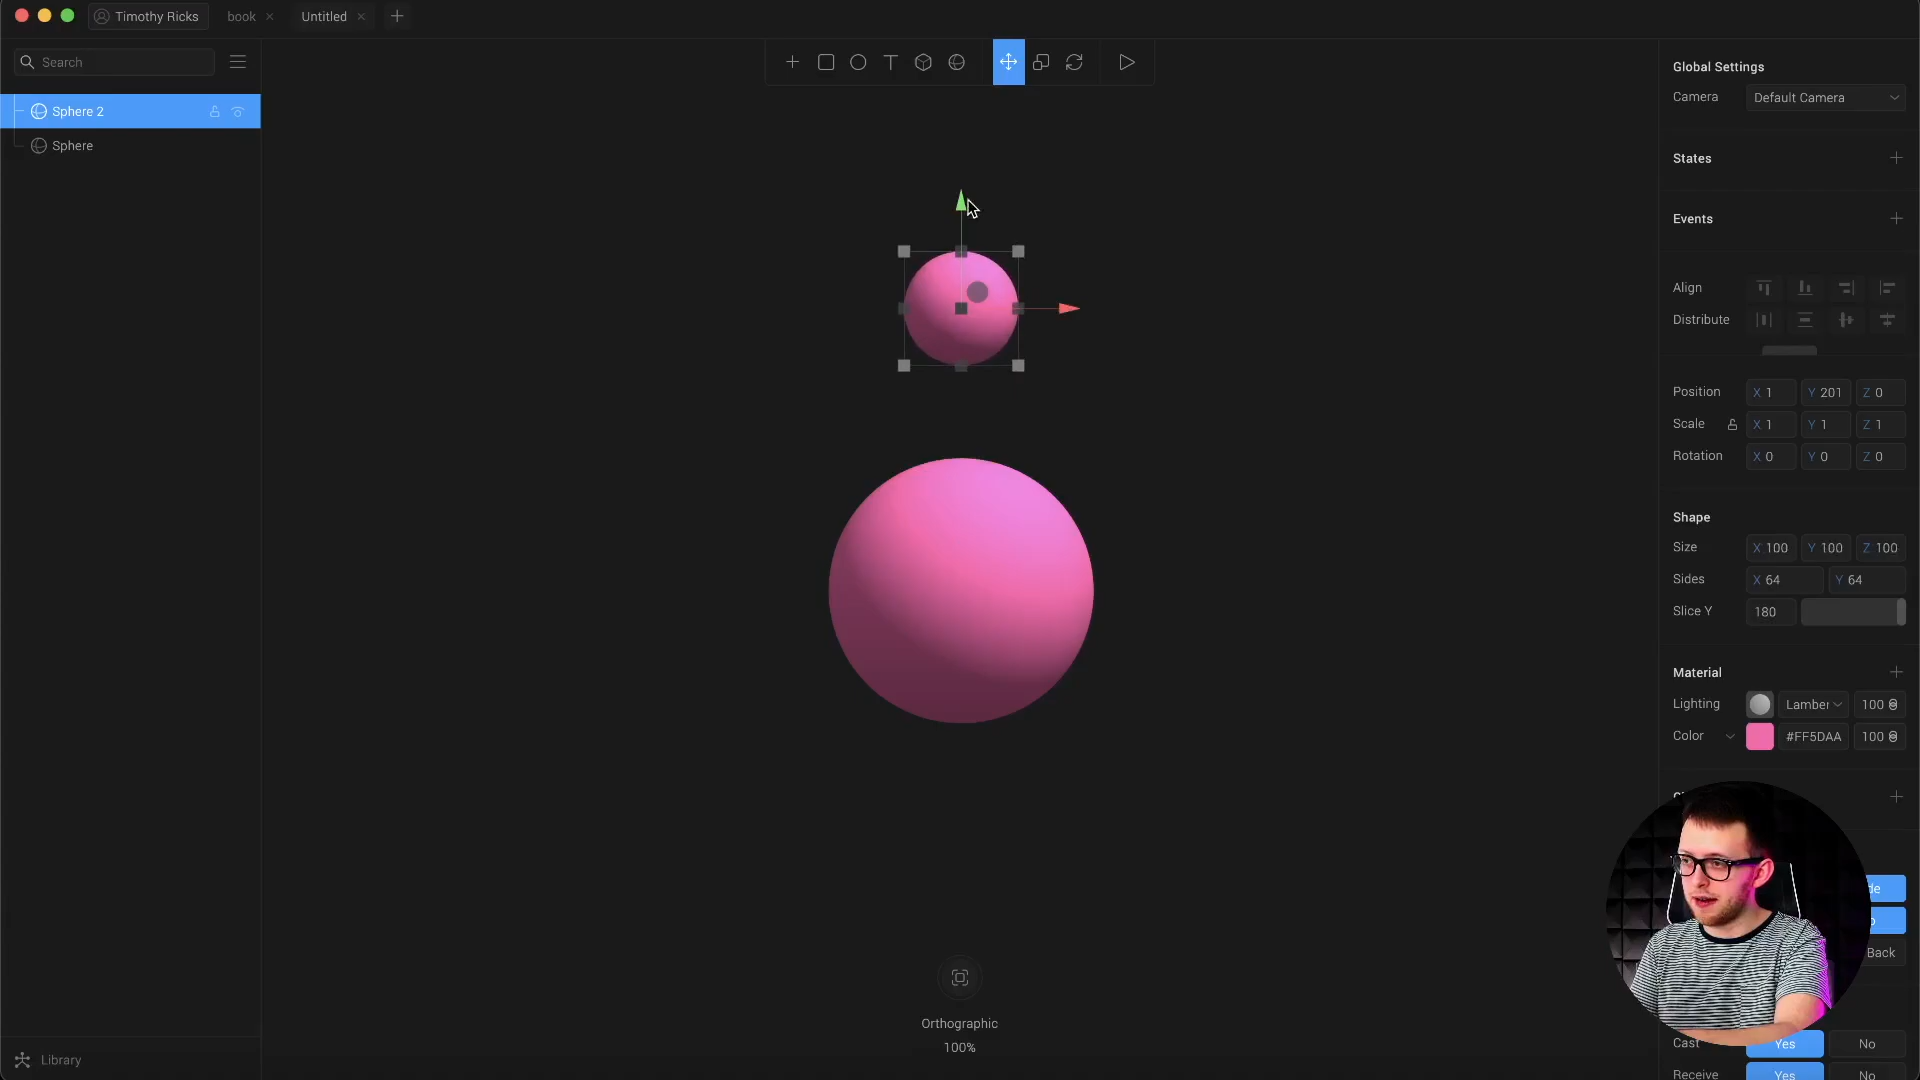 Timothy Ricks
book
Untitled
Search
Sphere 2
Sphere
Library
Orthographic
100%
Global Settings
Camera Default Camera
States
Events
Align
Distribute
Position X 1 Y 201 Z 0
Scale X 1 Y 1 Z 1
Rotation X 0 Y 0 Z 0
Shape
Size X 100 Y 100 Z 100
Sides X 64 Y 64
Slice Y 180
Material
Lighting Lamber 100
Color #FF5DAA 100
Back
Cast Yes No
Receive Yes No